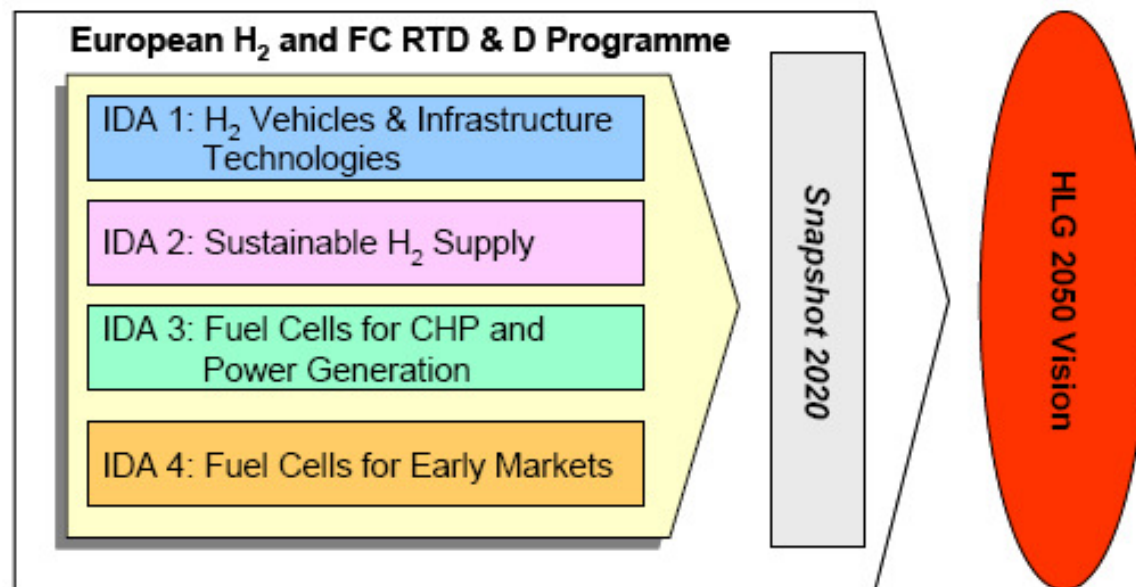 European H₂ and FC RTD & D Programme
IDA 1: H₂ Vehicles & Infrastructure
Technologies
IDA 2: Sustainable H₂ Supply
IDA 3: Fuel Cells for CHP and
Power Generation
IDA 4: Fuel Cells for Early Markets
Snapshot 2020
HLG 2050 Vision